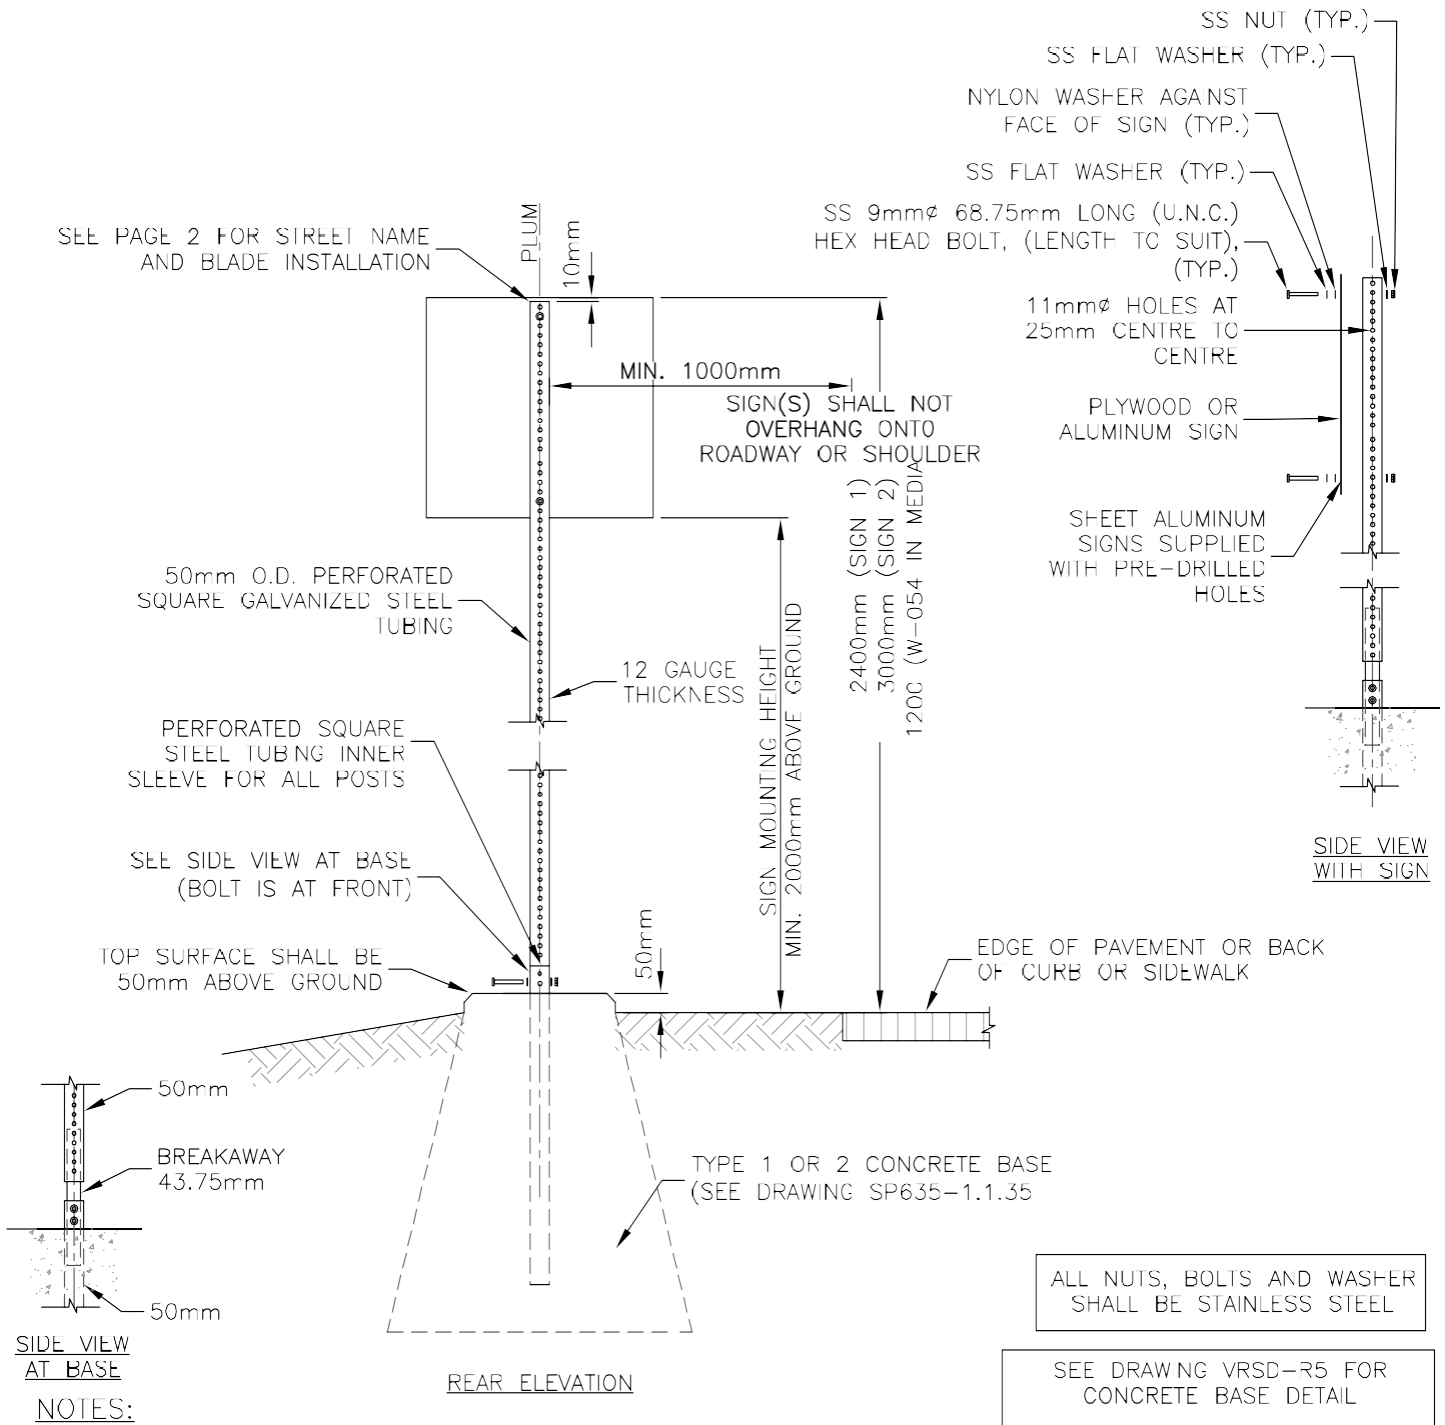 SS NUT (TYP.)
SS FLAT WASHER (TYP.)
NYLON WASHER AGAINST
FACE OF SIGN (TYP.)
SS FLAT WASHER (TYP.)
SS 9mmø 68.75mm LONG (U.N.C.)
HEX HEAD BOLT, (LENGTH TO SUIT),
(TYP.)
11mmø HOLES AT
25mm CENTRE TO
CENTRE
PLYWOOD OR
ALUMINUM SIGN
SHEET ALUMINUM
SIGNS SUPPLIED
WITH PRE-DRILLED
HOLES
SIDE VIEW
WITH SIGN
SEE PAGE 2 FOR STREET NAME
AND BLADE INSTALLATION
PLUM
10mm
MIN. 1000mm
SIGN(S) SHALL NOT
OVERHANG ONTO
ROADWAY OR SHOULDER
50mm O.D. PERFORATED
SQUARE GALVANIZED STEEL
TUBING
12 GAUGE
THICKNESS
PERFORATED SQUARE
STEEL TUBING INNER
SLEEVE FOR ALL POSTS
SEE SIDE VIEW AT BASE
(BOLT IS AT FRONT)
TOP SURFACE SHALL BE
50mm ABOVE GROUND
50mm
SIGN MOUNTING HEIGHT
MIN. 2000mm ABOVE GROUND
2400mm (SIGN 1)
3000mm (SIGN 2)
1200 (W-054 IN MEDIA
EDGE OF PAVEMENT OR BACK
OF CURB OR SIDEWALK
TYPE 1 OR 2 CONCRETE BASE
(SEE DRAWING SP635-1.1.35
REAR ELEVATION
50mm
BREAKAWAY
43.75mm
50mm
SIDE VIEW
AT BASE
NOTES:
ALL NUTS, BOLTS AND WASHER
SHALL BE STAINLESS STEEL
SEE DRAWING VRSD-R5 FOR
CONCRETE BASE DETAIL